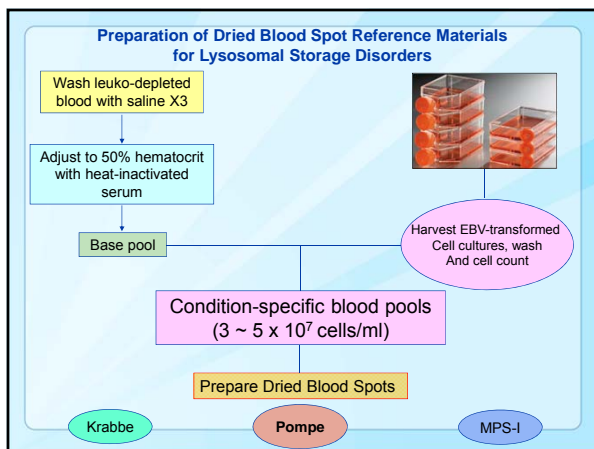 Preparation of Dried Blood Spot Reference Materials
for Lysosomal Storage Disorders
Wash leuko-depleted
blood with saline X3
Adjust to 50% hematocrit
with heat-inactivated
serum
Base pool
Harvest EBV-transformed
Cell cultures, wash
And cell count
Condition-specific blood pools
(3 ~ 5 x 10⁷ cells/ml)
Prepare Dried Blood Spots
Krabbe
Pompe
MPS-I